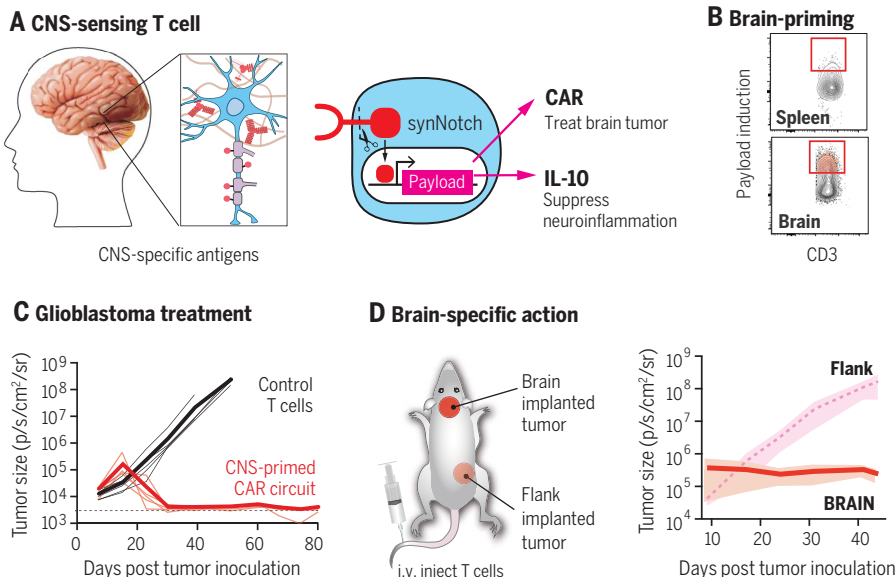 A CNS-sensing T cell
CNS-specific antigens
synNotch
Payload
CAR
Treat brain tumor
IL-10
Suppress
neuroinflammation
B Brain-priming
Payload induction
Spleen
Brain
CD3
C Glioblastoma treatment
Tumor size (p/s/cm²/sr)
10⁹
10⁸
10⁷
10⁶
10⁵
10⁴
10³
Control
T cells
CNS-primed
CAR circuit
0 20 40 60 80
Days post tumor inoculation
D Brain-specific action
Brain
implanted
tumor
Flank
implanted
tumor
i.v. inject T cells
Tumor size (p/s/cm²/sr)
10⁹
10⁸
10⁷
10⁶
10⁵
10⁴
Flank
BRAIN
10 20 30 40
Days post tumor inoculation